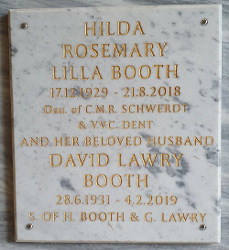 HILDA
ROSEMARY
LILLA BOOTH
17.12.1929 - 21.8.2018
Dau. of C.M.R. SCHWERDT
& V.V.C. DENT
AND HER BELOVED HUSBAND
DAVID LAWRY
BOOTH
28.6.1931 - 4.2.2019
S. OF H. BOOTH & G. LAWRY